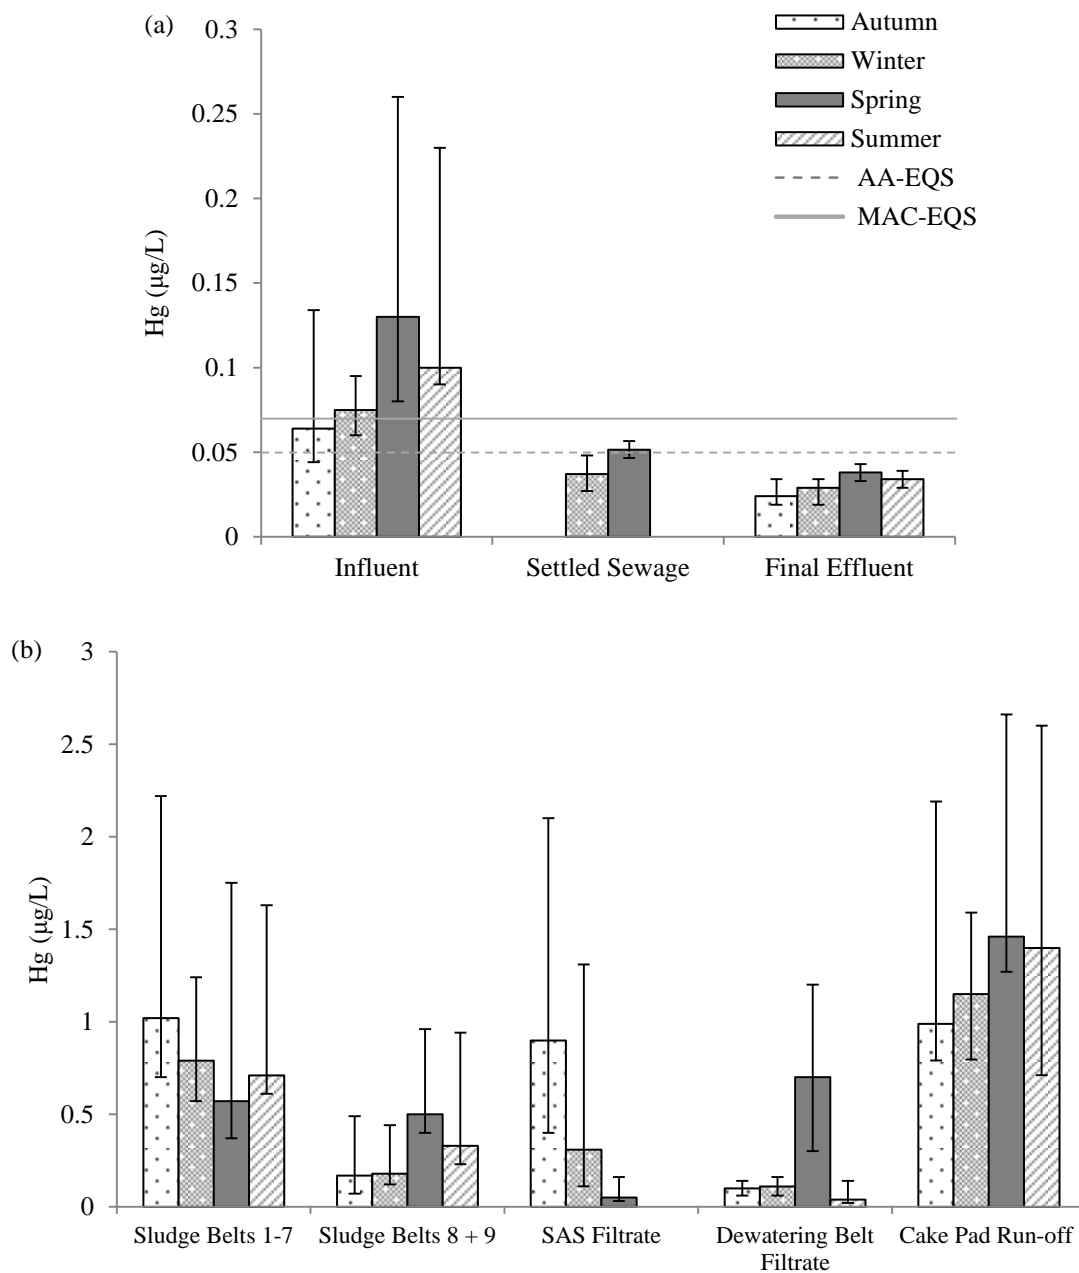 (a)
0.3
0.25
0.2
0.15
0.1
0.05
0
Hg (µg/L)
Autumn
Winter
Spring
Summer
AA-EQS
MAC-EQS
Influent
Settled Sewage
Final Effluent
(b)
3
2.5
2
1.5
1
0.5
0
Hg (µg/L)
Sludge Belts 1-7
Sludge Belts 8 + 9
SAS Filtrate
Dewatering Belt
Filtrate
Cake Pad Run-off